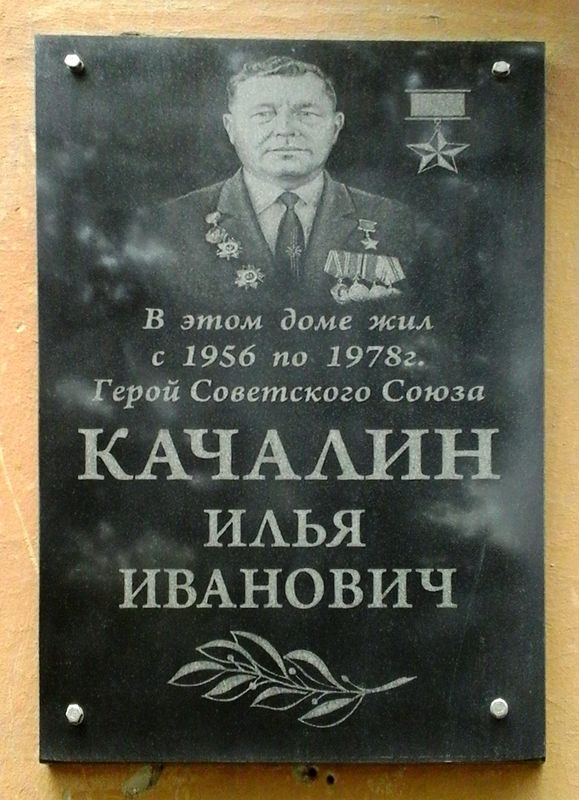 В этом доме жил
с 1956 по 1978г.
Герой Советского Союза
КАЧАЛИН
ИЛЬЯ
ИВАНОВИЧ